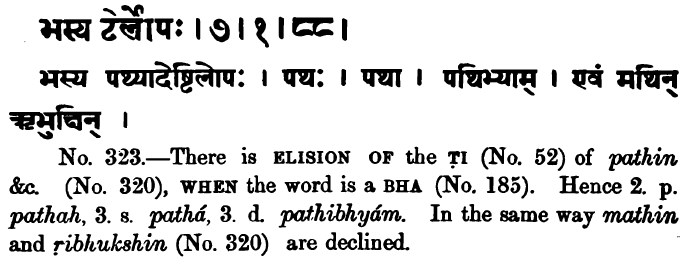 भस्य टेर्लोपः । ७। १। ८८ ।
भस्य पथ्यादेष्टिलोपः । पथः । पथा । पथिभ्याम् । एवं मथिन्
ऋभुक्षिन् ।
No. 323.—There is ELISION OF the ṬI (No. 52) of pathin
&c. (No. 320), WHEN the word is a BHA (No. 185). Hence 2. p.
pathah, 3. s. pathá, 3. d. pathibhyám. In the same way mathin
and ṛibhukshin (No. 320) are declined.